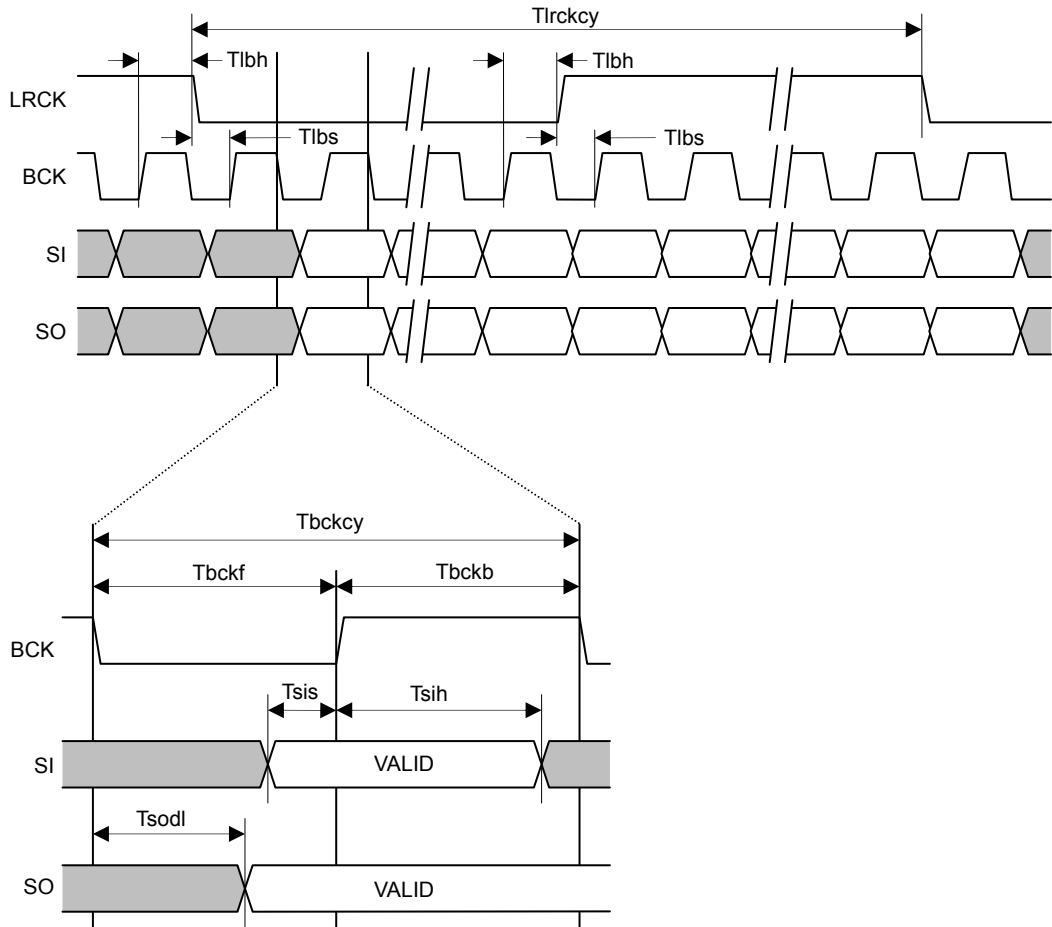 Tlrckcy
Tlbh
Tlbh
LRCK
Tlbs
Tlbs
BCK
SI
SO
Tbckcy
Tbckf
Tbckb
BCK
Tsis
Tsih
SI
VALID
Tsodl
SO
VALID